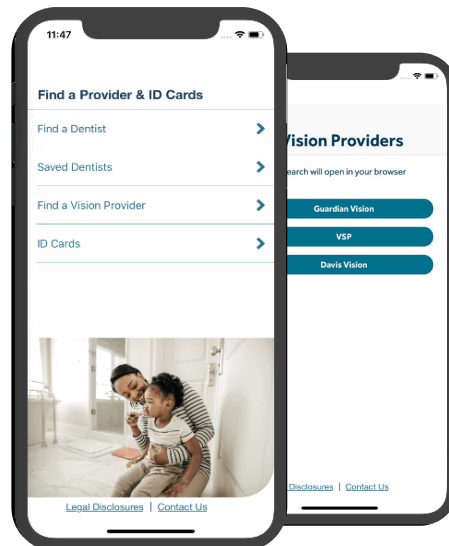 11:47
Find a Provider & ID Cards
Find a Dentist
Saved Dentists
Find a Vision Provider
ID Cards
Legal Disclosures | Contact Us
Vision Providers
search will open in your browser
Guardian Vision
VSP
Davis Vision
Disclosures | Contact Us